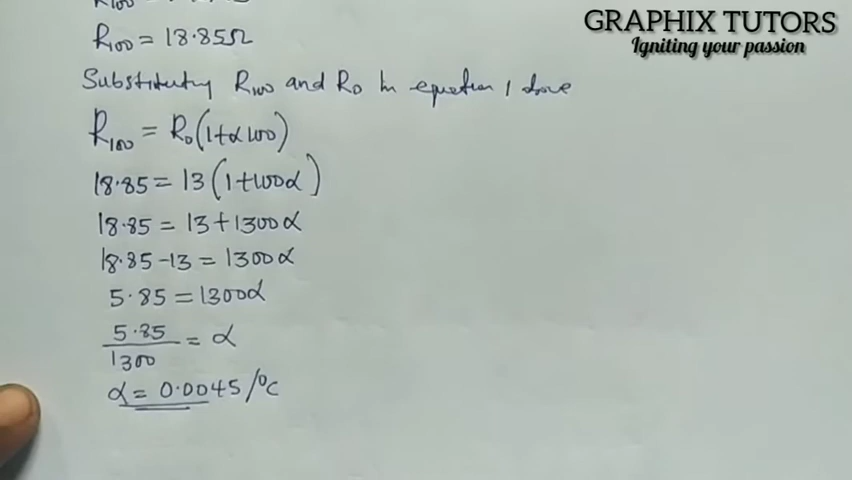 GRAPHIX TUTORS
Igniting your passion
R₁₀₀ = 18.85Ω
Substituting R₁₀₀ and R₀ in equation 1 above
R₁₀₀ = R₀(1+α100)
18.85 = 13(1+100α)
18.85 = 13+1300α
18.85-13 = 1300α
5.85 = 1300α
5.85/1300 = α
α = 0.0045/°C